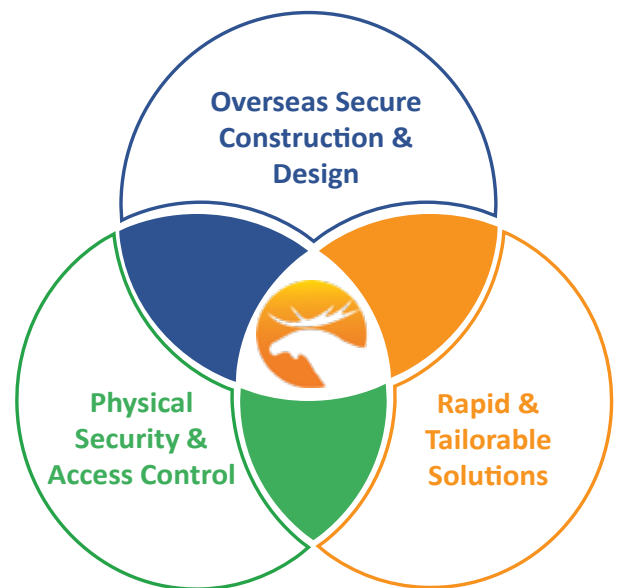 Overseas Secure
Construction &
Design
Physical
Security &
Access Control
Rapid &
Tailorable
Solutions